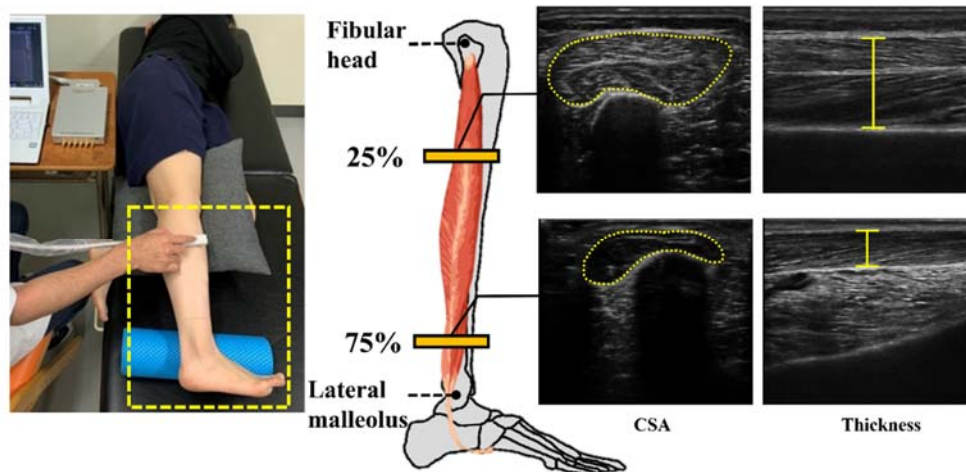 Fibular
head
25%
75%
Lateral
malleolus
CSA
Thickness